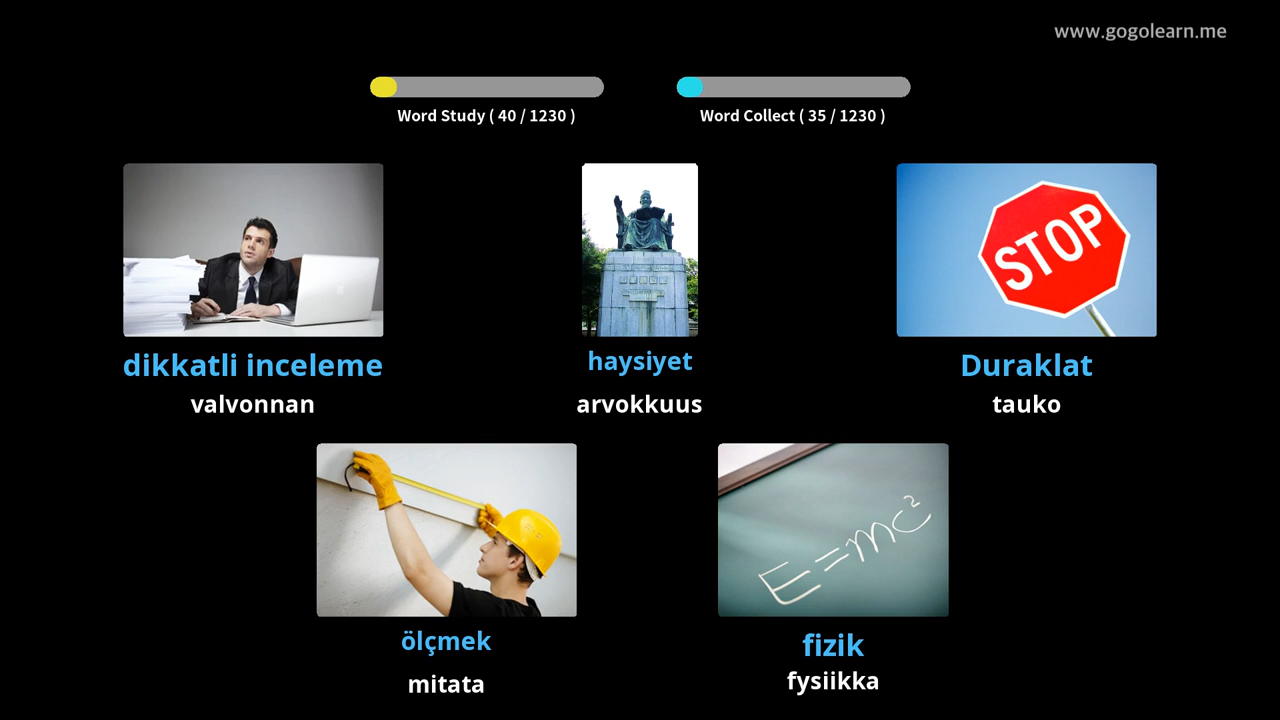 www.gogolearn.me
Word Study ( 40 / 1230 )
Word Collect ( 35 / 1230 )
STOP
dikkatli inceleme
valvonnan
haysiyet
arvokkuus
Duraklat
tauko
E=mc²
ölçmek
mitata
fizik
fysiikka